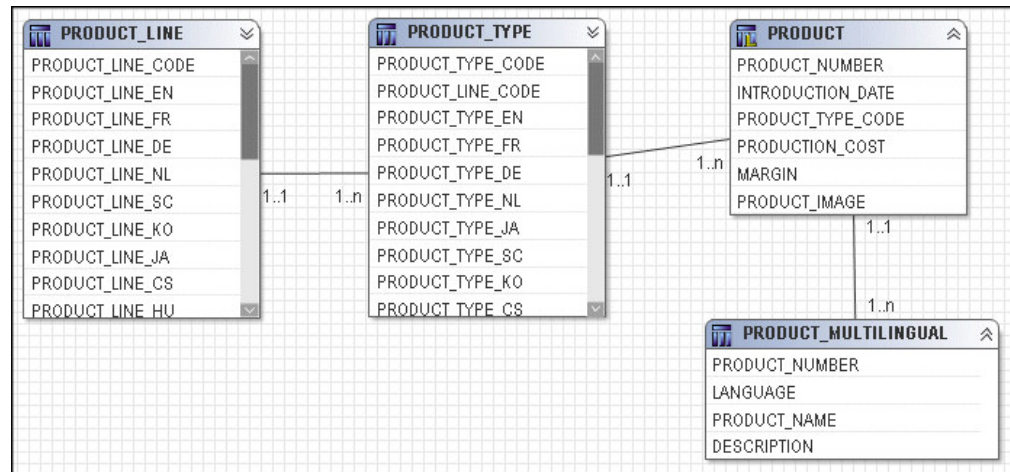 PRODUCT_LINE
PRODUCT_LINE_CODE
PRODUCT_LINE_EN
PRODUCT_LINE_FR
PRODUCT_LINE_DE
PRODUCT_LINE_NL
PRODUCT_LINE_SC
PRODUCT_LINE_KO
PRODUCT_LINE_JA
PRODUCT_LINE_CS
PRODUCT_LINE_HU
1..1
1..n
PRODUCT_TYPE
PRODUCT_TYPE_CODE
PRODUCT_LINE_CODE
PRODUCT_TYPE_EN
PRODUCT_TYPE_FR
PRODUCT_TYPE_DE
PRODUCT_TYPE_NL
PRODUCT_TYPE_JA
PRODUCT_TYPE_SC
PRODUCT_TYPE_KO
PRODUCT_TYPE_CS
1..1
1..n
PRODUCT
PRODUCT_NUMBER
INTRODUCTION_DATE
PRODUCT_TYPE_CODE
PRODUCTION_COST
MARGIN
PRODUCT_IMAGE
1..1
1..n
PRODUCT_MULTILINGUAL
PRODUCT_NUMBER
LANGUAGE
PRODUCT_NAME
DESCRIPTION